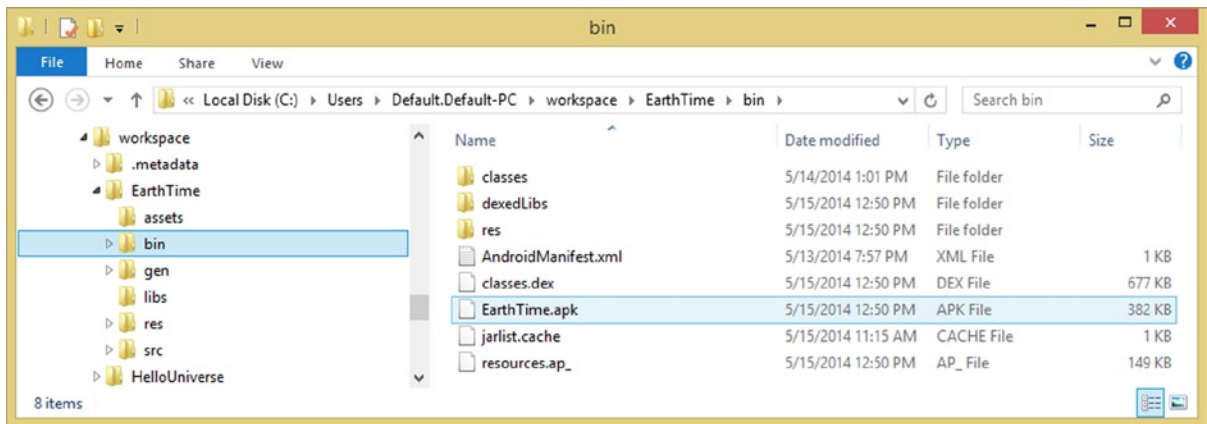 bin
File Home Share View
« Local Disk (C:) Users Default.Default-PC workspace EarthTime bin Search bin
workspace
.metadata
EarthTime
assets
bin
gen
libs
res
src
HelloUniverse
Name Date modified Type Size
classes 5/14/2014 1:01 PM File folder
dexedLibs 5/15/2014 12:50 PM File folder
res 5/15/2014 12:50 PM File folder
AndroidManifest.xml 5/13/2014 7:57 PM XML File 1 KB
classes.dex 5/15/2014 12:50 PM DEX File 677 KB
EarthTime.apk 5/15/2014 12:50 PM APK File 382 KB
jarlist.cache 5/15/2014 11:15 AM CACHE File 1 KB
resources.ap_ 5/15/2014 12:50 PM AP_ File 149 KB
8 items